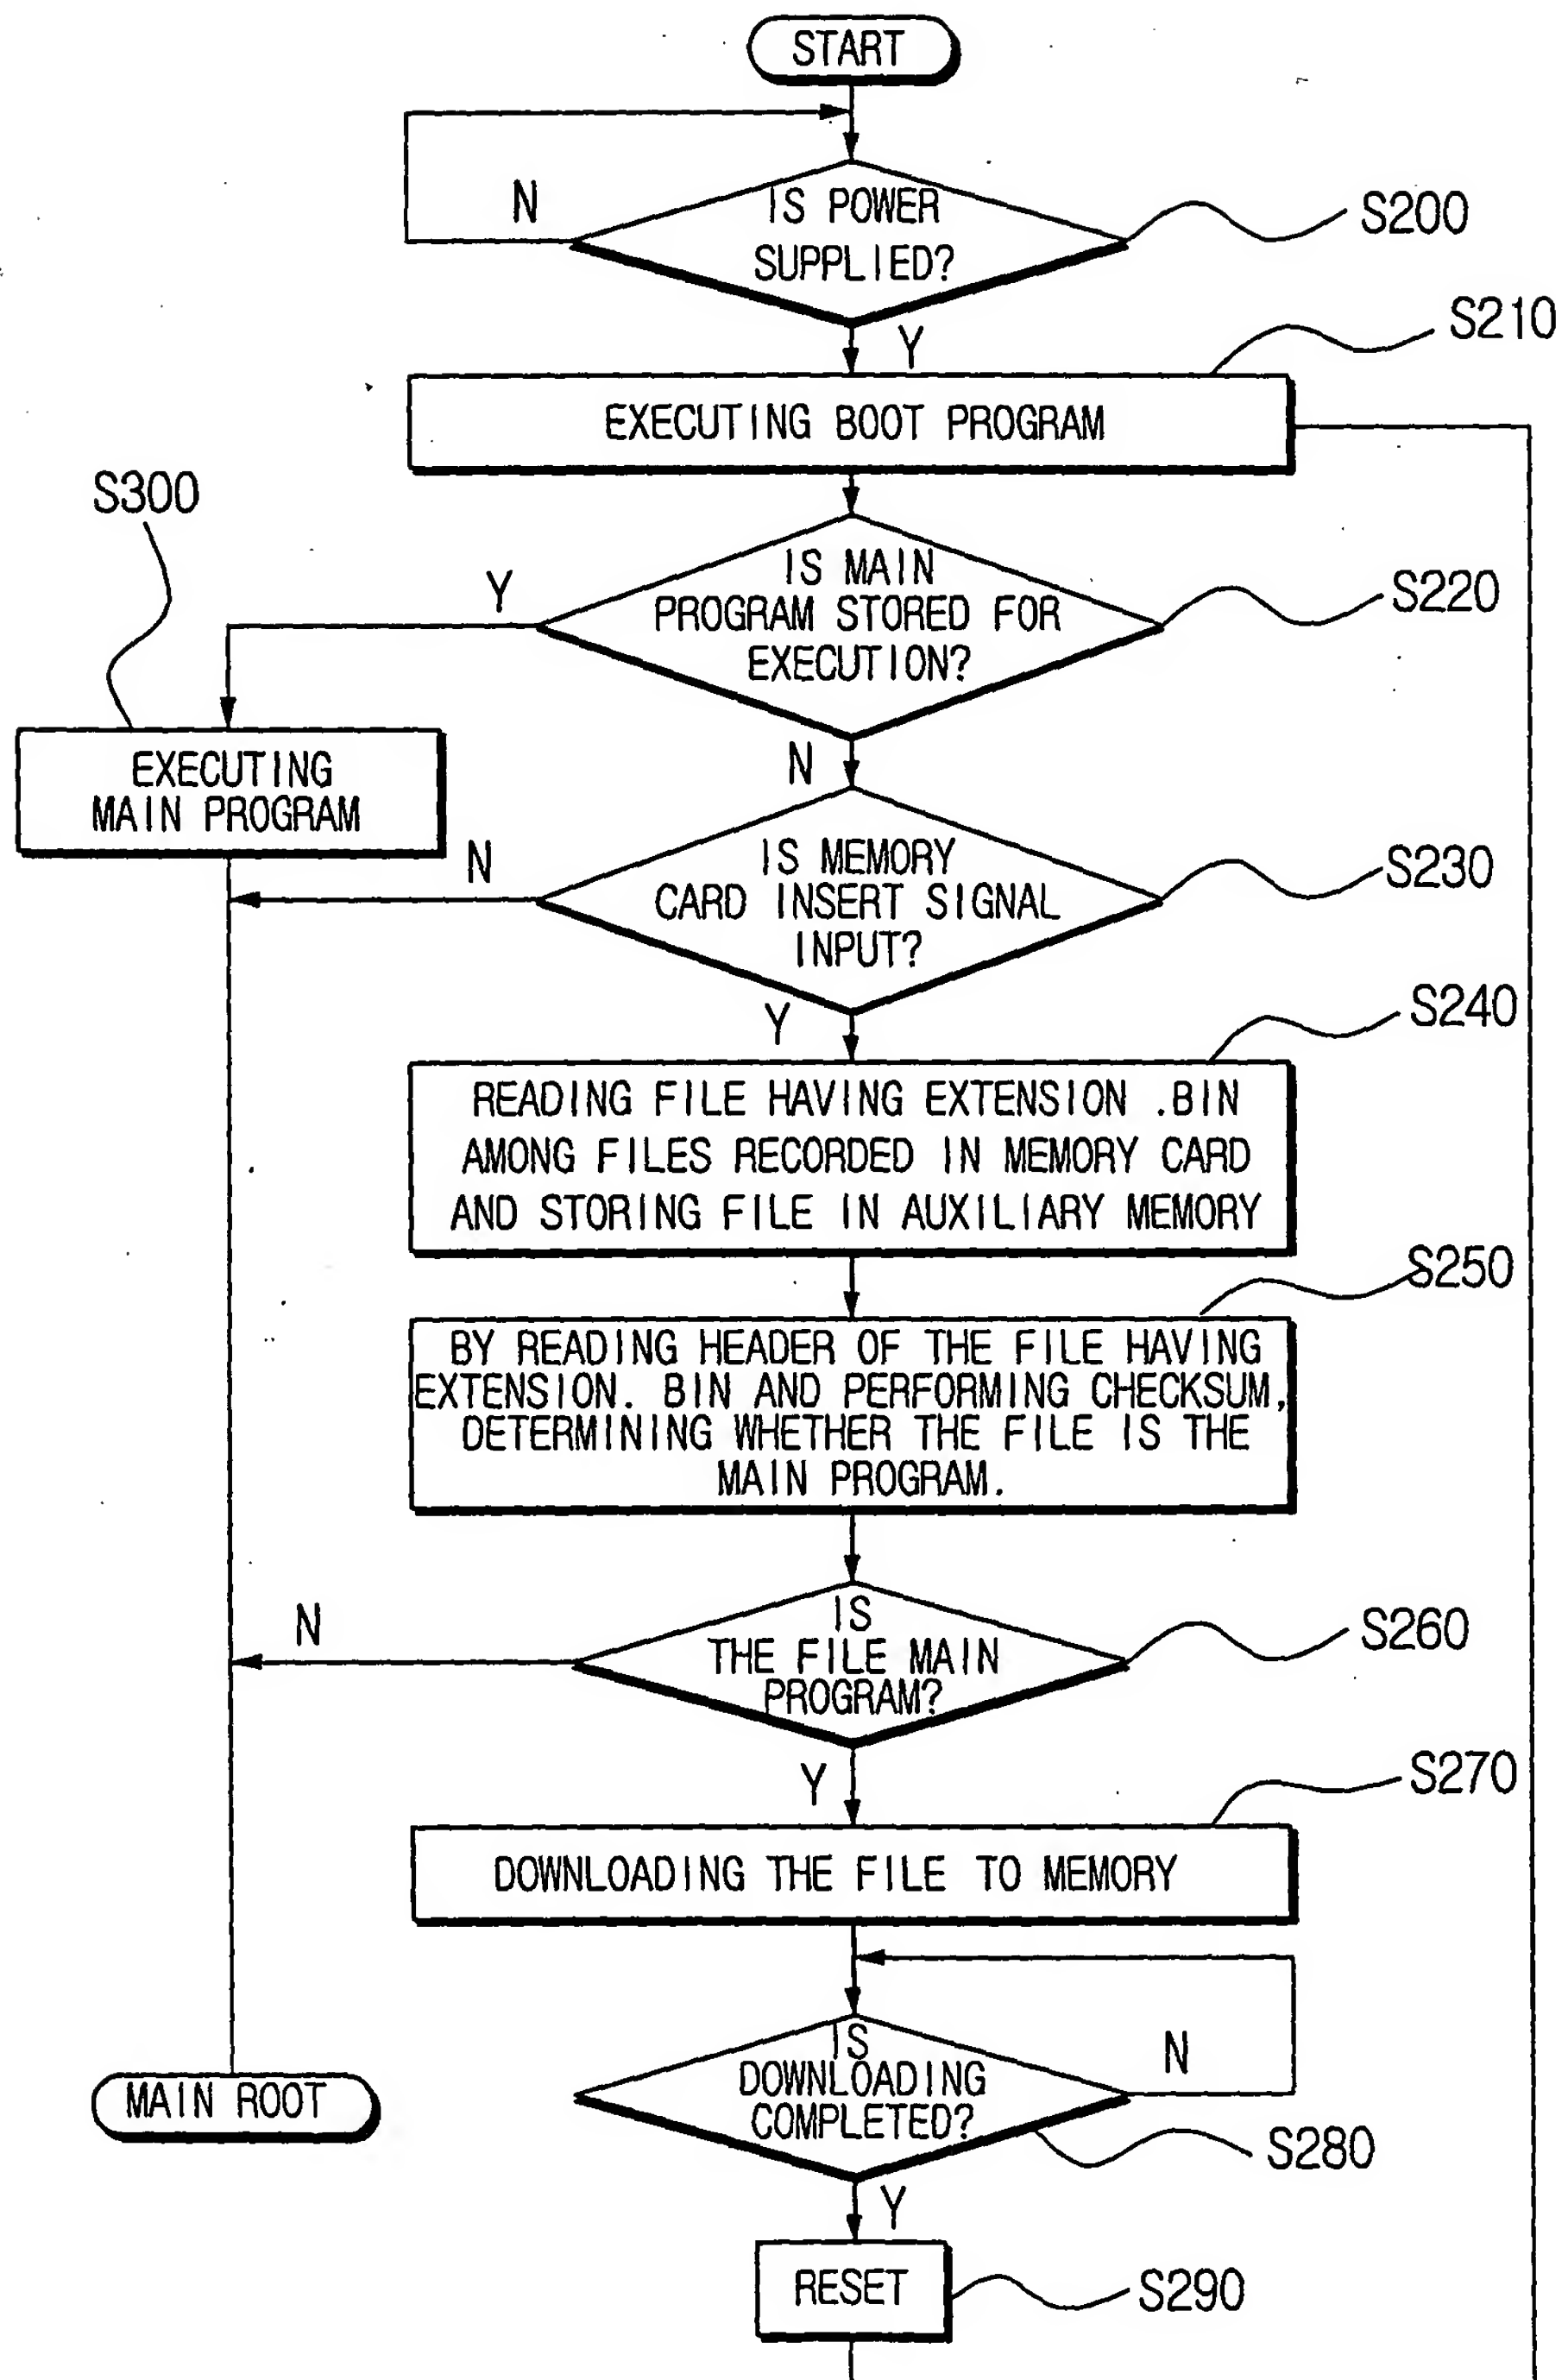 START
N
IS POWER
SUPPLIED?
S200
Y
S210
EXECUTING BOOT PROGRAM
S300
Y
IS MAIN
PROGRAM STORED FOR
EXECUTION?
S220
EXECUTING
MAIN PROGRAM
N
N
IS MEMORY
CARD INSERT SIGNAL
INPUT?
S230
Y
S240
READING FILE HAVING EXTENSION .BIN
AMONG FILES RECORDED IN MEMORY CARD
AND STORING FILE IN AUXILIARY MEMORY
S250
BY READING HEADER OF THE FILE HAVING
EXTENSION. BIN AND PERFORMING CHECKSUM,
DETERMINING WHETHER THE FILE IS THE
MAIN PROGRAM.
N
IS
THE FILE MAIN
PROGRAM?
S260
Y
S270
DOWNLOADING THE FILE TO MEMORY
IS
DOWNLOADING
COMPLETED?
N
MAIN ROOT
S280
Y
RESET
S290